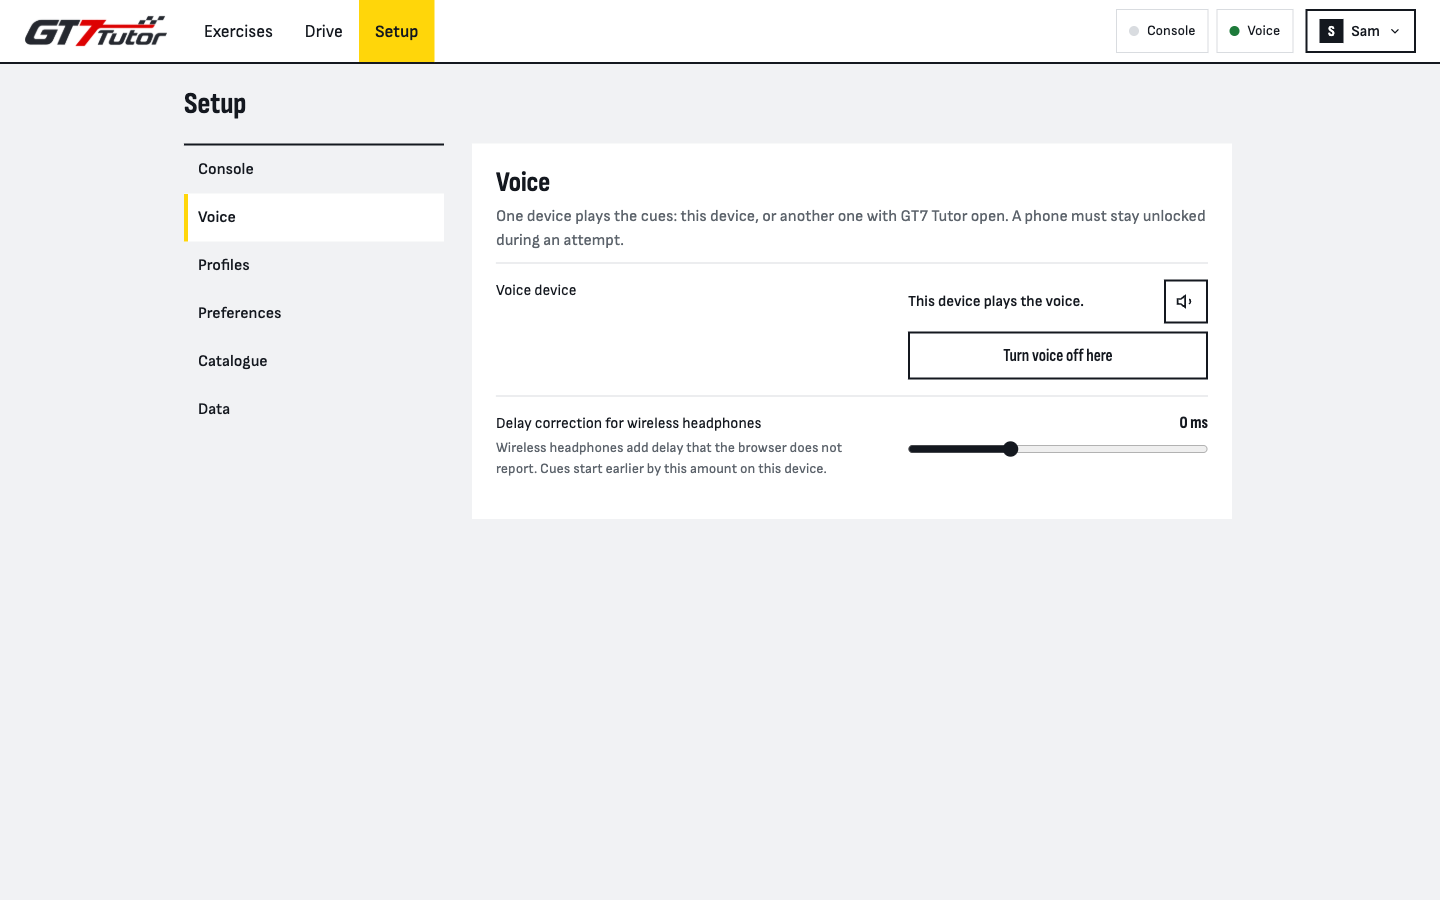 GT7 Tutor
Exercises
Drive
Setup
Console
Voice
S
Sam
Setup
Console
Voice
Profiles
Preferences
Catalogue
Data
Voice
One device plays the cues: this device, or another one with GT7 Tutor open. A phone must stay unlocked
during an attempt.
Voice device
This device plays the voice.
Turn voice off here
Delay correction for wireless headphones
0 ms
Wireless headphones add delay that the browser does not
report. Cues start earlier by this amount on this device.